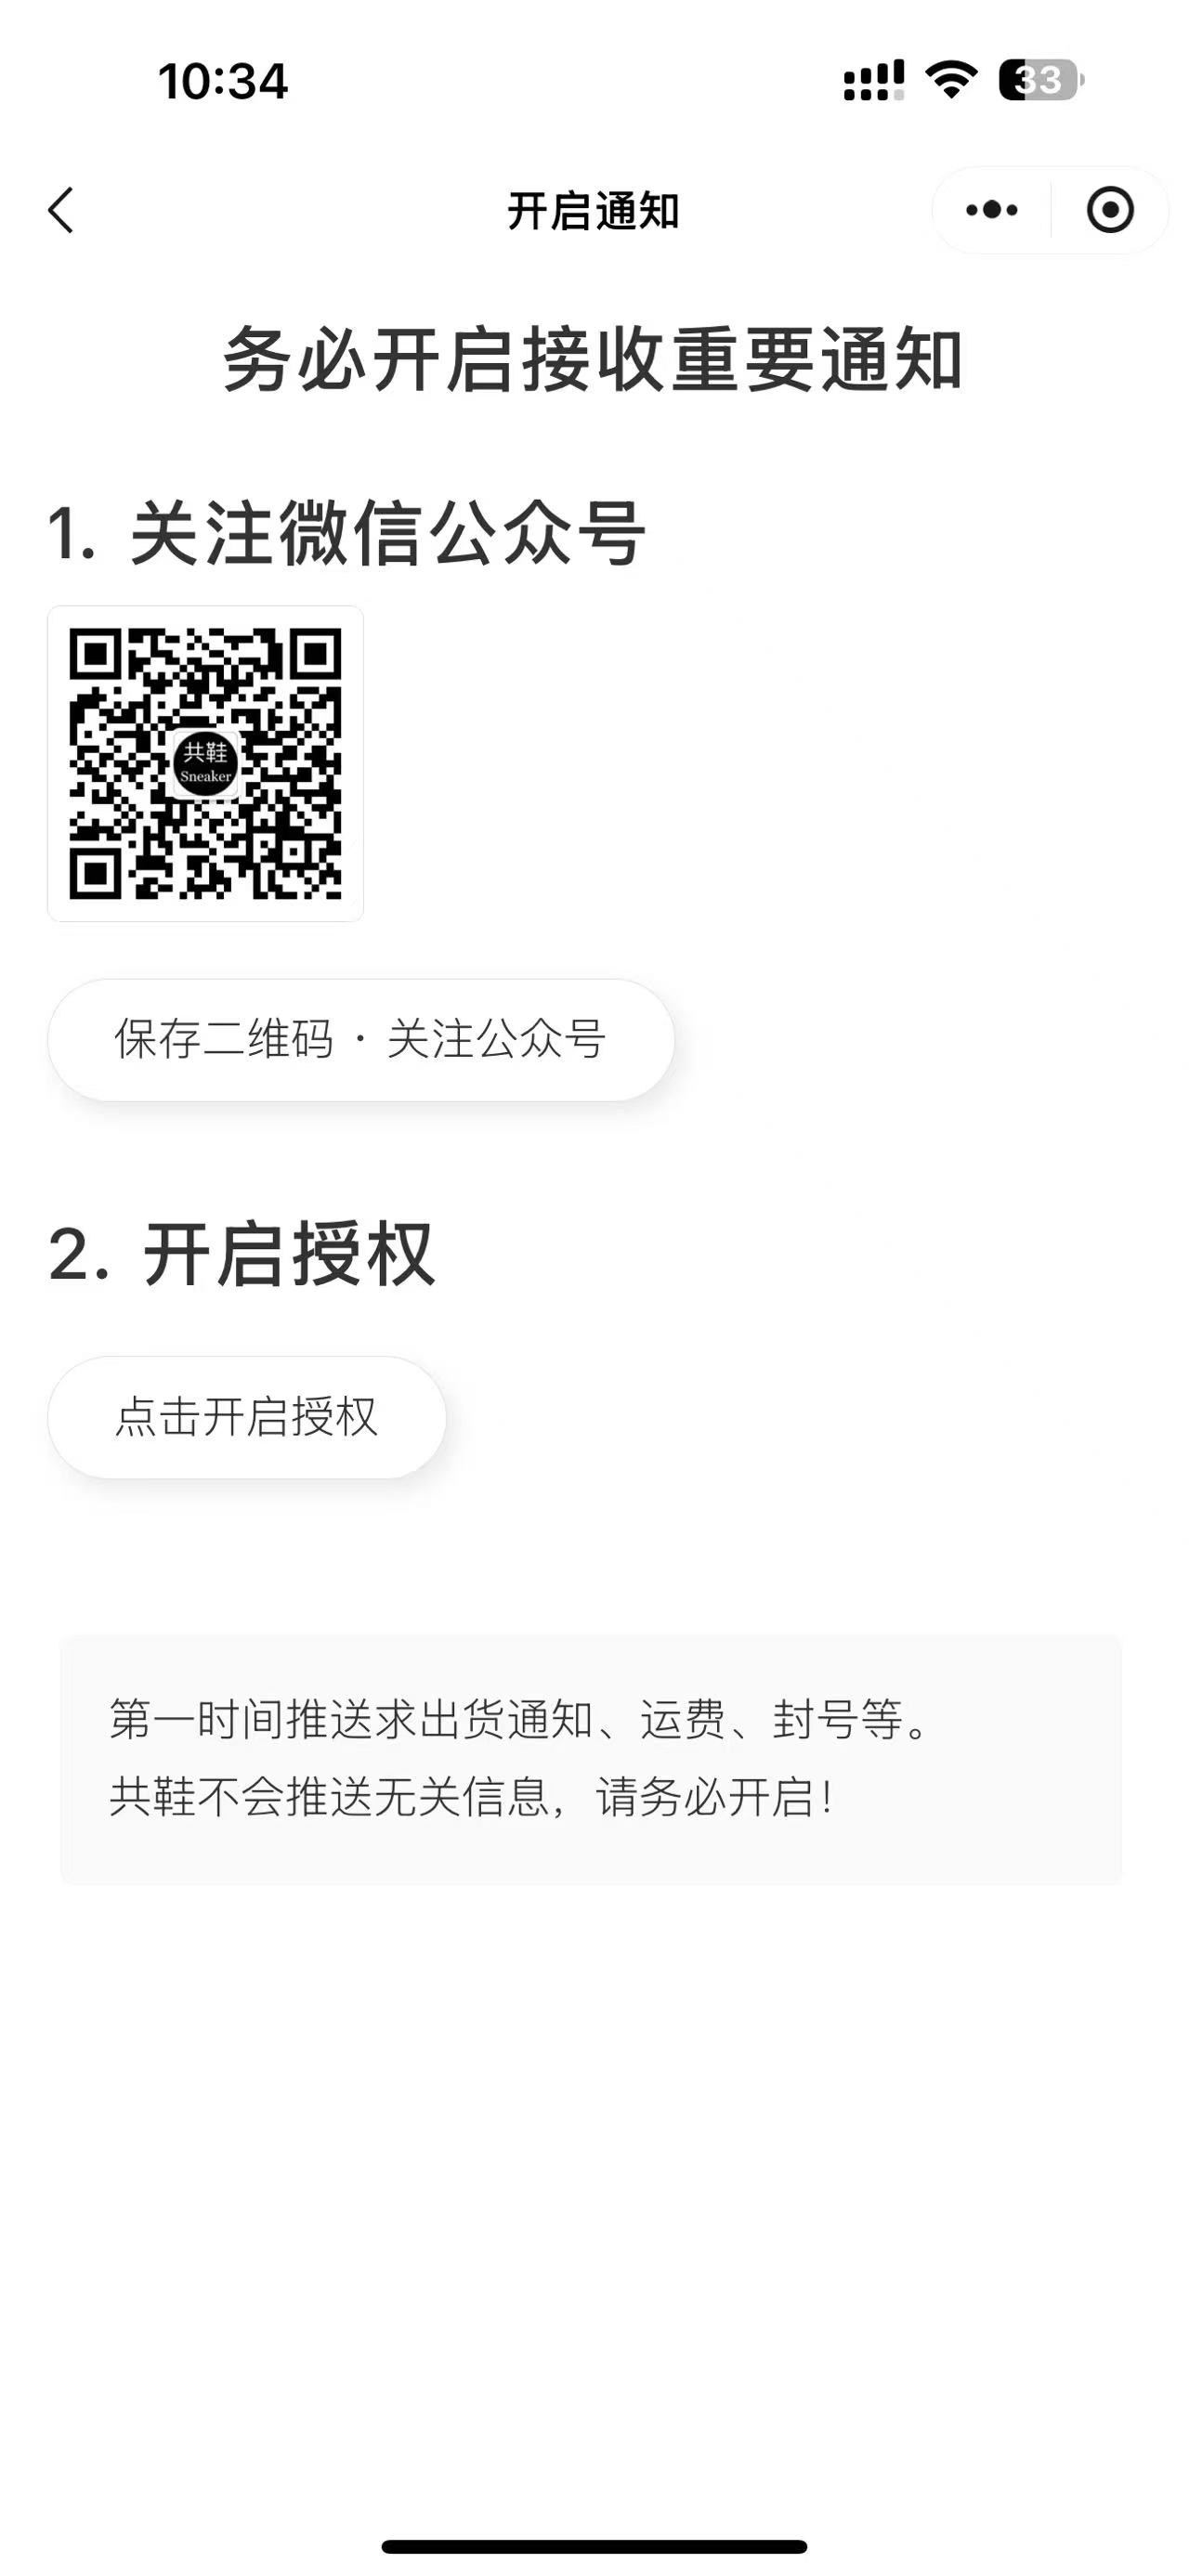 10:34
33
开启通知
务必开启接收重要通知
1. 关注微信公众号
共鞋
Sneaker
保存二维码 · 关注公众号
2. 开启授权
点击开启授权
第一时间推送求出货通知、运费、封号等。
共鞋不会推送无关信息，请务必开启！